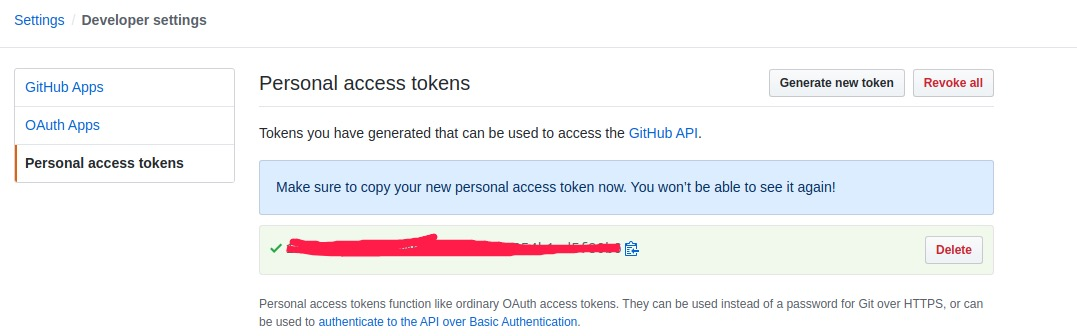 Settings / Developer settings
GitHub Apps
OAuth Apps
Personal access tokens
Personal access tokens
Generate new token
Revoke all
Tokens you have generated that can be used to access the GitHub API.
Make sure to copy your new personal access token now. You won’t be able to see it again!
Delete
Personal access tokens function like ordinary OAuth access tokens. They can be used instead of a password for Git over HTTPS, or can
be used to authenticate to the API over Basic Authentication.